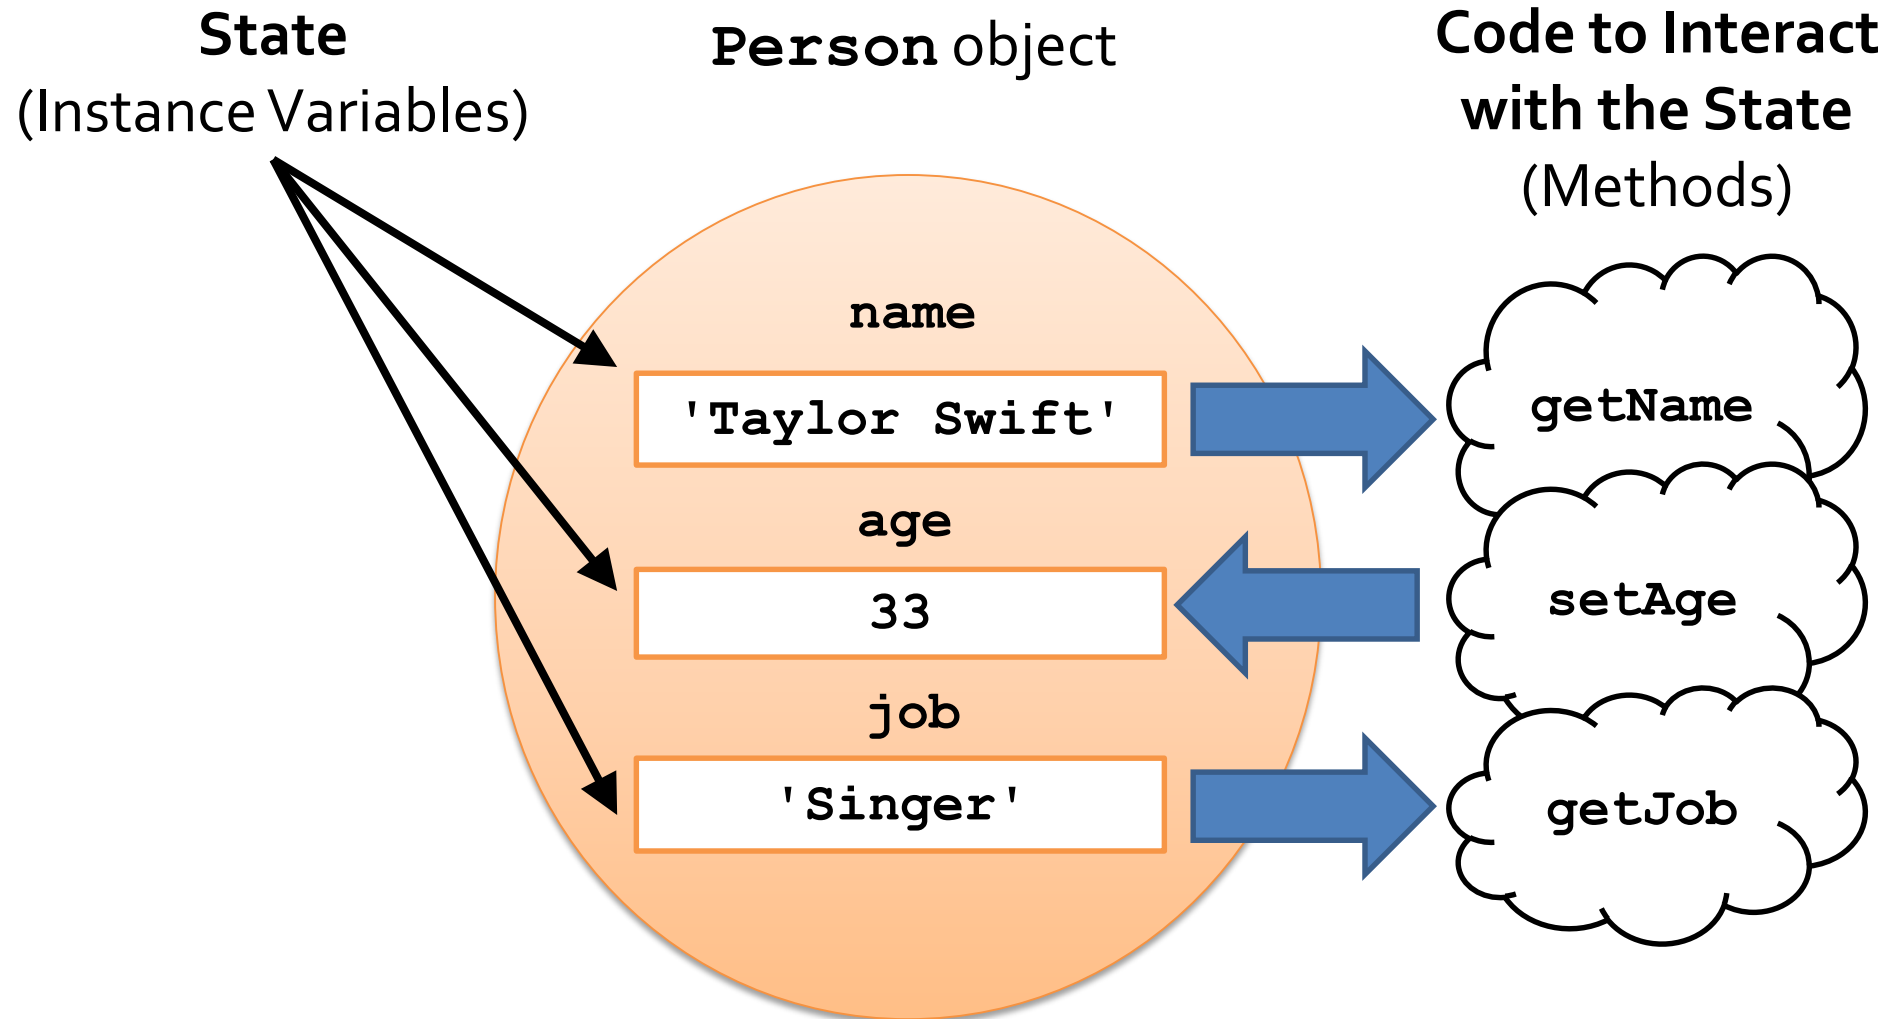 State
(Instance Variables)
Person object
Code to Interact
with the State
(Methods)
name
'Taylor Swift'
getName
age
33
setAge
job
'Singer'
getJob